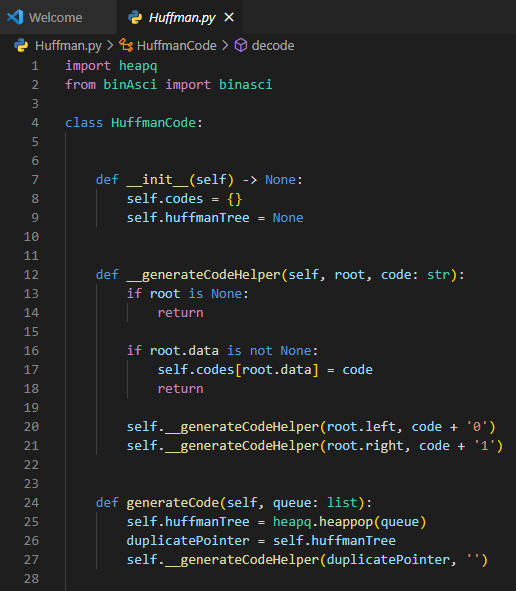 Welcome Huffman.py ×
Huffman.py > HuffmanCode > decode
1 import heapq
2 from binAsci import binasci
3
4 class HuffmanCode:
5
6
7 def __init__(self) -> None:
8 self.codes = {}
9 self.huffmanTree = None
10
11
12 def __generateCodeHelper(self, root, code: str):
13 if root is None:
14 return
15
16 if root.data is not None:
17 self.codes[root.data] = code
18 return
19
20 self.__generateCodeHelper(root.left, code + '0')
21 self.__generateCodeHelper(root.right, code + '1')
22
23
24 def generateCode(self, queue: list):
25 self.huffmanTree = heapq.heappop(queue)
26 duplicatePointer = self.huffmanTree
27 self.__generateCodeHelper(duplicatePointer, '')
28